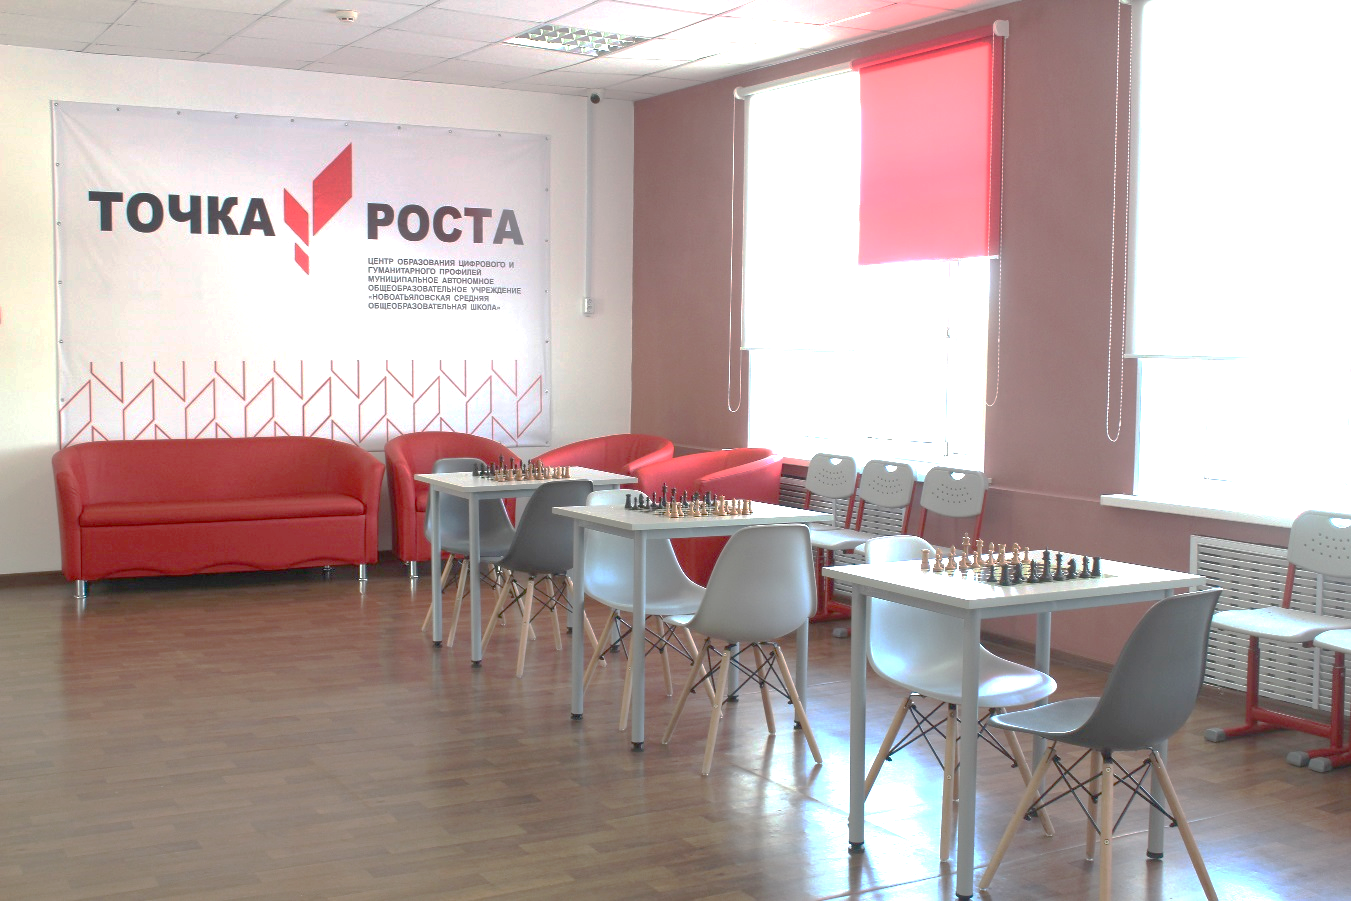 ТОЧКА РОСТА
ЦЕНТР ОБРАЗОВАНИЯ ЦИФРОВОГО И
ГУМАНИТАРНОГО ПРОФИЛЕЙ
МУНИЦИПАЛЬНОЕ АВТОНОМНОЕ
ОБЩЕОБРАЗОВАТЕЛЬНОЕ УЧРЕЖДЕНИЕ
«НОВОАТЬЯЛОВСКАЯ СРЕДНЯЯ
ОБЩЕОБРАЗОВАТЕЛЬНАЯ ШКОЛА»